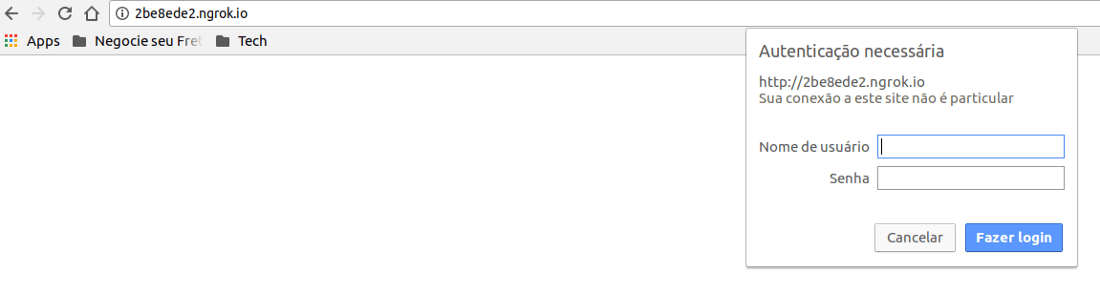 2be8ede2.ngrok.io
Apps Negocie seu Fret Tech
Autenticação necessária
http://2be8ede2.ngrok.io
Sua conexão a este site não é particular
Nome de usuário
Senha
Cancelar Fazer login